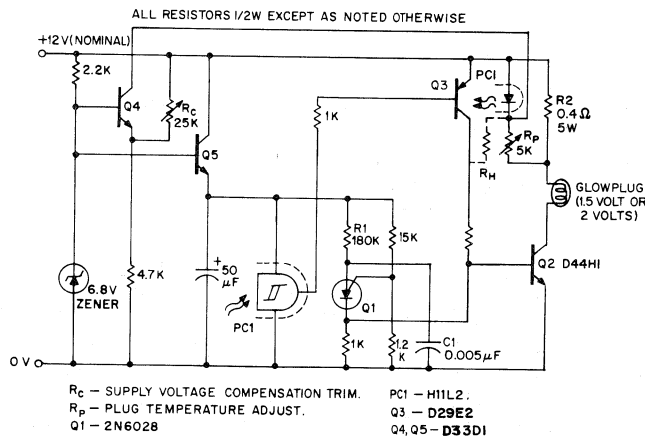 ALL RESISTORS 1/2W EXCEPT AS NOTED OTHERWISE
+12V(NOMINAL)
2.2K
Q4
RC
25K
Q5
Q3
PC1
1K
RH
RP
5K
R2
0.4Ω
5W
GLOWPLUG
(1.5 VOLT OR
2 VOLTS)
6.8V
ZENER
4.7K
+
50
μF
PC1
R1
180K
15K
Q1
1K
1.2
K
C1
0.005μF
Q2 D44H1
0 V
RC – SUPPLY VOLTAGE COMPENSATION TRIM.
RP – PLUG TEMPERATURE ADJUST.
Q1 – 2N6028
PC1 – H11L2.
Q3 – D29E2
Q4,Q5 – D33D1